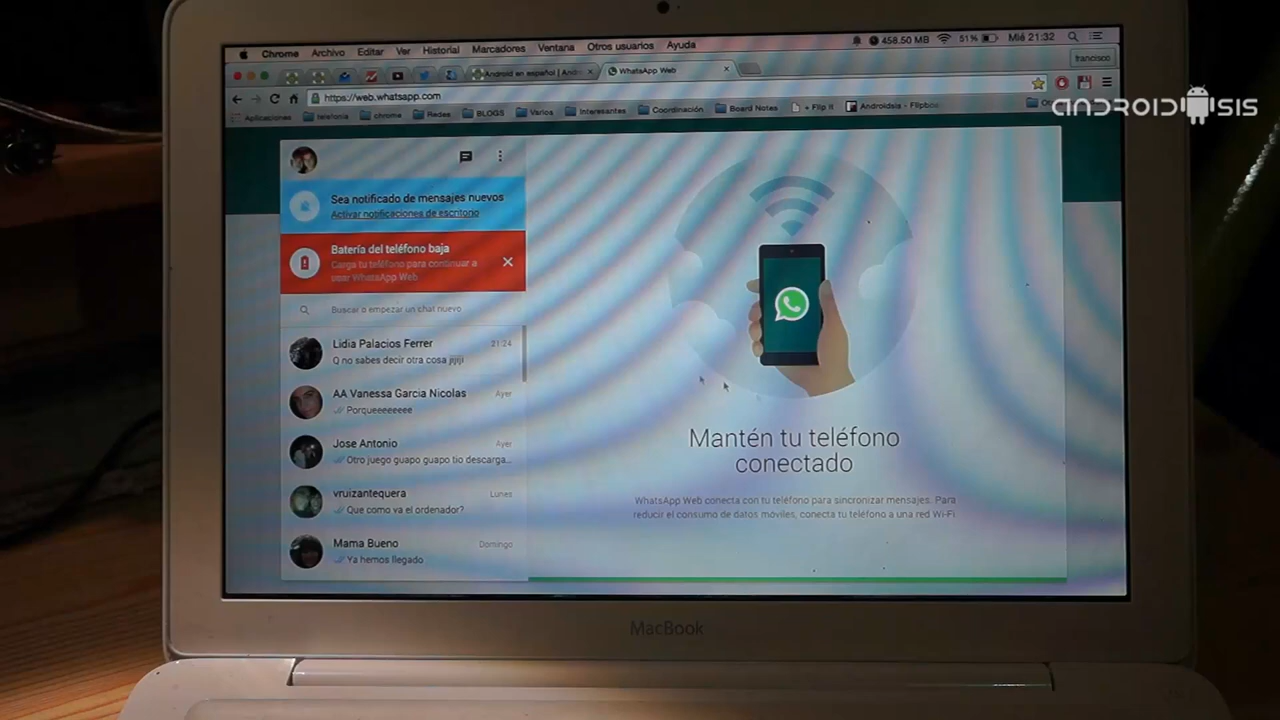 Chrome Archivo Editar Ver Historial Marcadores Ventana Otros usuarios Ayuda 458.50 MB 51% Mié 21:32
Android en español | Andro WhatsApp Web francisco
https://web.whatsapp.com
Aplicaciones telefonia chrome Redes BLOGS Varios Interesantes Coordinación Board Notes + Flip It Androidsis - Flipboa
ANDROIDSIS
Sea notificado de mensajes nuevos
Activar notificaciones de escritorio
Batería del teléfono baja
Carga tu teléfono para continuar a
usar WhatsApp Web
Buscar o empezar un chat nuevo
Lidia Palacios Ferrer 21:24
Q no sabes decir otra cosa jijiji
AA Vanessa Garcia Nicolas Ayer
Porqueeeeeee
Jose Antonio Ayer
Otro juego guapo guapo tio descarga...
vruizantequera Lunes
Que como va el ordenador?
Mama Bueno Domingo
Ya hemos llegado
Mantén tu teléfono
conectado
WhatsApp Web conecta con tu teléfono para sincronizar mensajes. Para
reducir el consumo de datos móviles, conecta tu teléfono a una red Wi-Fi
MacBook